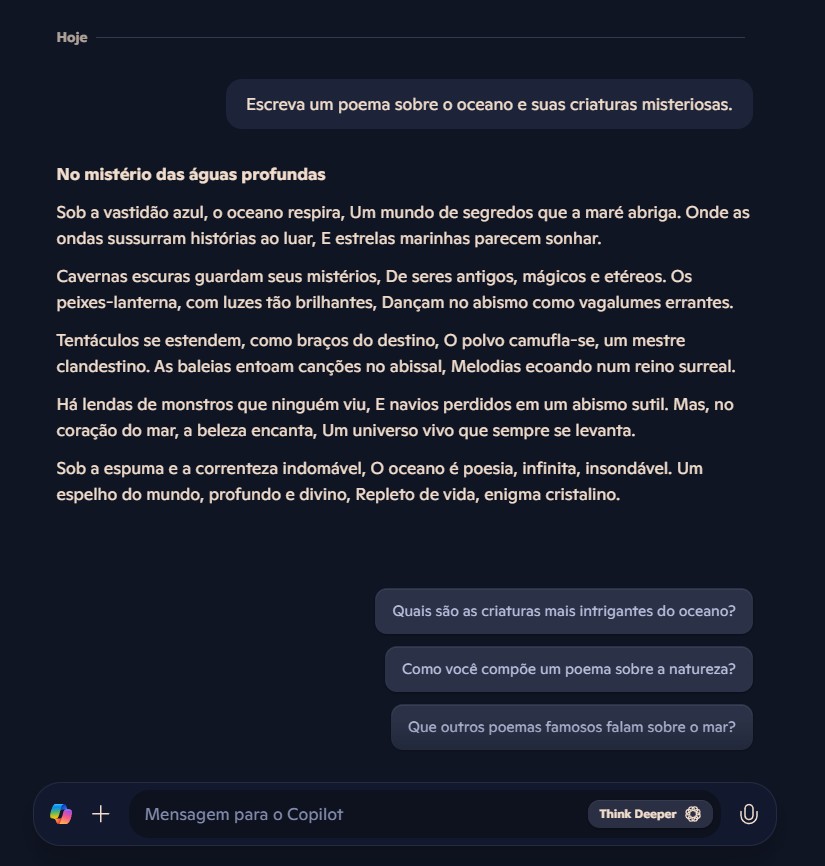 Hoje
Escreva um poema sobre o oceano e suas criaturas misteriosas.
No mistério das águas profundas
Sob a vastidão azul, o oceano respira, Um mundo de segredos que a maré abriga. Onde as
ondas sussurram histórias ao luar, E estrelas marinhas parecem sonhar.
Cavernas escuras guardam seus mistérios, De seres antigos, mágicos e etéreos. Os
peixes-lanterna, com luzes tão brilhantes, Dançam no abismo como vagalumes errantes.
Tentáculos se estendem, como braços do destino, O polvo camufla-se, um mestre
clandestino. As baleias entoam canções no abissal, Melodias ecoando num reino surreal.
Há lendas de monstros que ninguém viu, E navios perdidos em um abismo sutil. Mas, no
coração do mar, a beleza encanta, Um universo vivo que sempre se levanta.
Sob a espuma e a correnteza indomável, O oceano é poesia, infinita, insondável. Um
espelho do mundo, profundo e divino, Repleto de vida, enigma cristalino.
Quais são as criaturas mais intrigantes do oceano?
Como você compõe um poema sobre a natureza?
Que outros poemas famosos falam sobre o mar?
Mensagem para o Copilot
Think Deeper